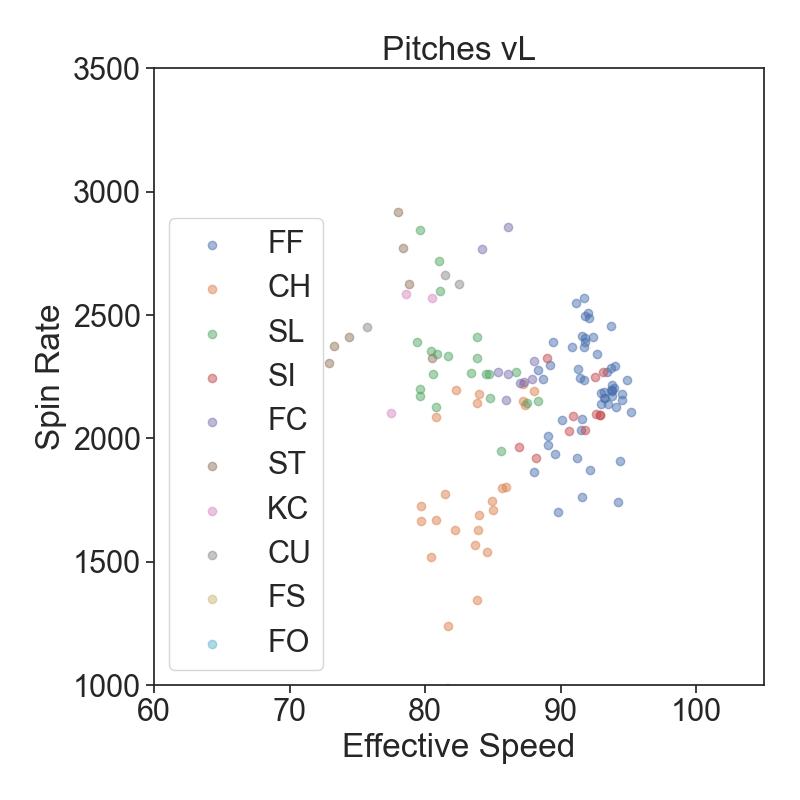 Pitches vL
3500
3000
2500
2000
1500
1000
Spin Rate
FF
CH
SL
SI
FC
ST
KC
CU
FS
FO
60 70 80 90 100
Effective Speed